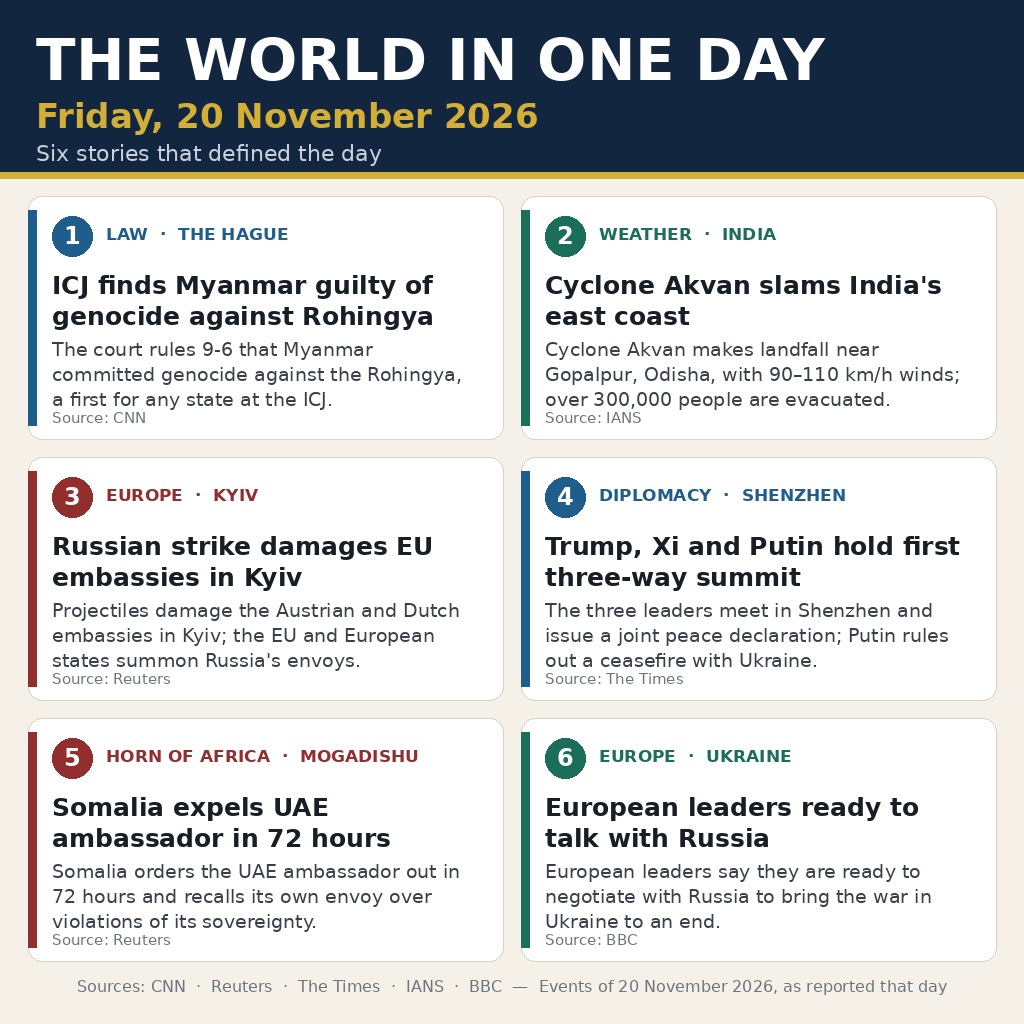 THE WORLD IN ONE DAY
Friday, 20 November 2026
Six stories that defined the day
1 LAW · THE HAGUE
ICJ finds Myanmar guilty of
genocide against Rohingya
The court rules 9-6 that Myanmar
committed genocide against the Rohingya,
a first for any state at the ICJ.
Source: CNN
2 WEATHER · INDIA
Cyclone Akvan slams India's
east coast
Cyclone Akvan makes landfall near
Gopalpur, Odisha, with 90–110 km/h winds;
over 300,000 people are evacuated.
Source: IANS
3 EUROPE · KYIV
Russian strike damages EU
embassies in Kyiv
Projectiles damage the Austrian and Dutch
embassies in Kyiv; the EU and European
states summon Russia's envoys.
Source: Reuters
4 DIPLOMACY · SHENZHEN
Trump, Xi and Putin hold first
three-way summit
The three leaders meet in Shenzhen and
issue a joint peace declaration; Putin rules
out a ceasefire with Ukraine.
Source: The Times
5 HORN OF AFRICA · MOGADISHU
Somalia expels UAE
ambassador in 72 hours
Somalia orders the UAE ambassador out in
72 hours and recalls its own envoy over
violations of its sovereignty.
Source: Reuters
6 EUROPE · UKRAINE
European leaders ready to
talk with Russia
European leaders say they are ready to
negotiate with Russia to bring the war in
Ukraine to an end.
Source: BBC
Sources: CNN · Reuters · The Times · IANS · BBC — Events of 20 November 2026, as reported that day